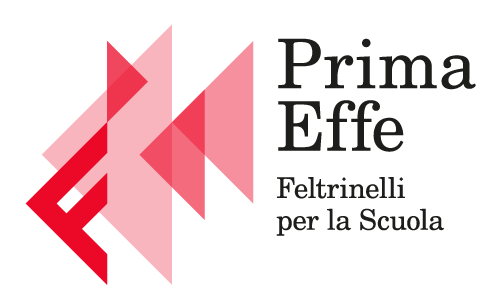 Prima
Effe
Feltrinelli
per la Scuola